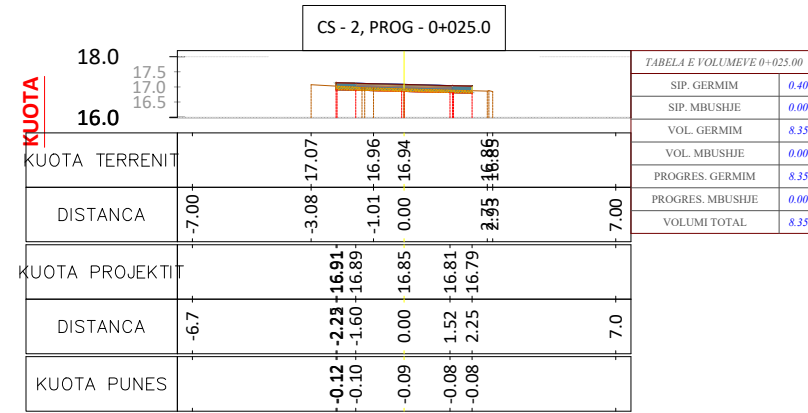 CS - 2, PROG - 0+025.0
KUOTA
18.0
17.5
17.0
16.5
16.0
KUOTA TERRENIT 17.07 16.96 16.94 16.86 16.85
DISTANCA -7.00 -3.08 -1.01 0.00 2.75 2.93 7.00
KUOTA PROJEKTIT 16.91 16.89 16.85 16.81 16.79
DISTANCA -6.7 -1.60 0.00 1.52 2.25 7.0
KUOTA PUNES -0.12 -0.10 -0.09 -0.08 -0.08
TABELA E VOLUMEVE 0+025.00
SIP. GERMIM 0.40
SIP. MBUSHJE 0.00
VOL. GERMIM 8.35
VOL. MBUSHJE 0.00
PROGRES. GERMIM 8.35
PROGRES. MBUSHJE 0.00
VOLUMI TOTAL 8.35